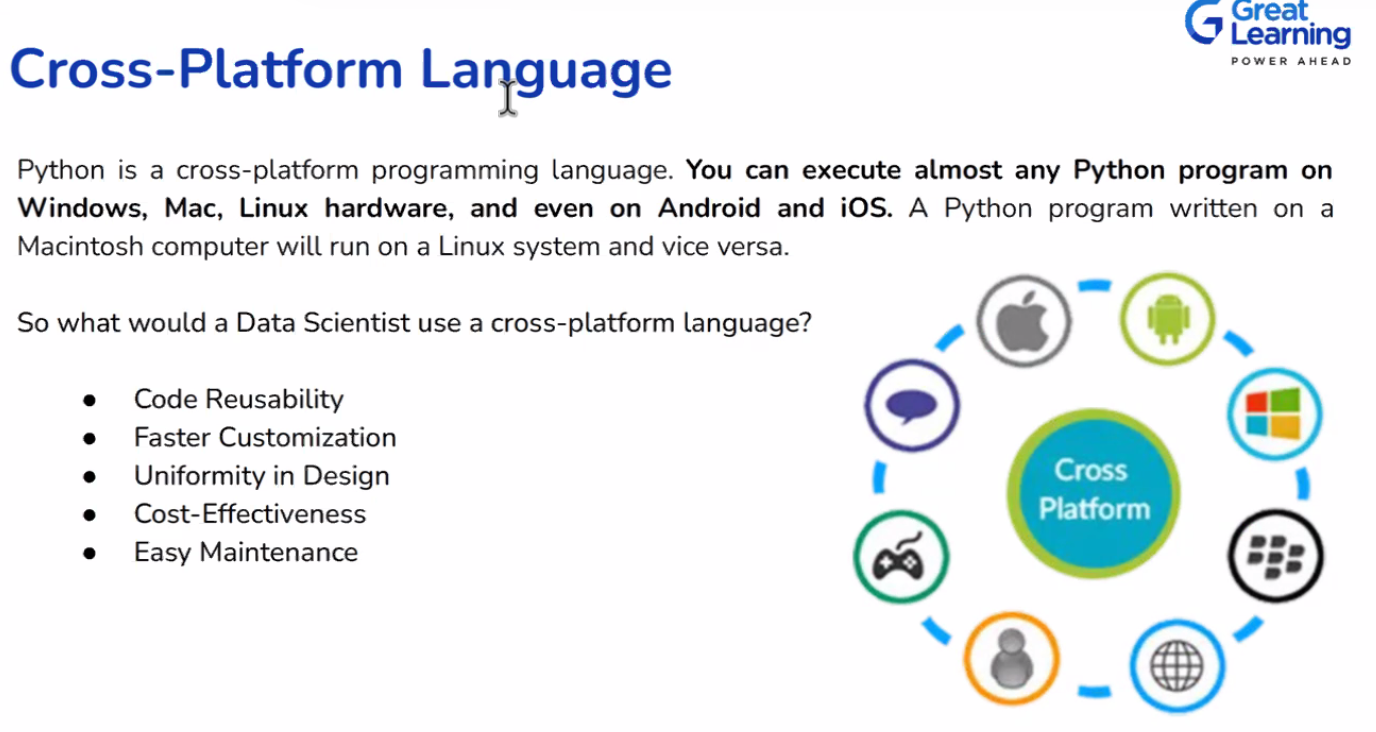 Great
Learning
POWER AHEAD
Cross-Platform Language
Python is a cross-platform programming language. You can execute almost any Python program on
Windows, Mac, Linux hardware, and even on Android and iOS. A Python program written on a
Macintosh computer will run on a Linux system and vice versa.
So what would a Data Scientist use a cross-platform language?
● Code Reusability
● Faster Customization
● Uniformity in Design
● Cost-Effectiveness
● Easy Maintenance
Cross
Platform